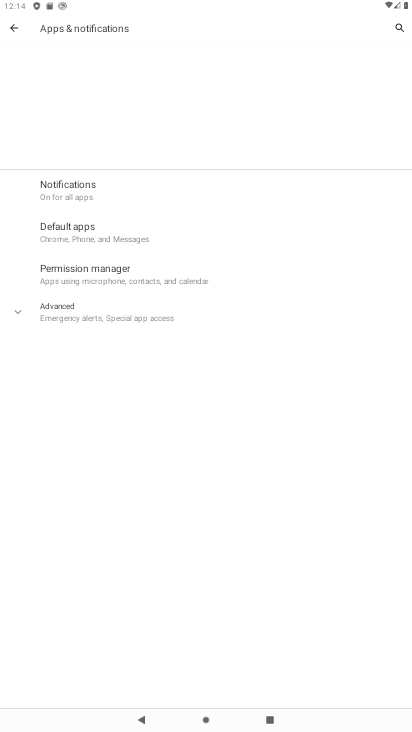 12:14
Apps & notifications
Notifications
On for all apps
Default apps
Chrome, Phone, and Messages
Permission manager
Apps using microphone, contacts, and calendar
Advanced
Emergency alerts, Special app access